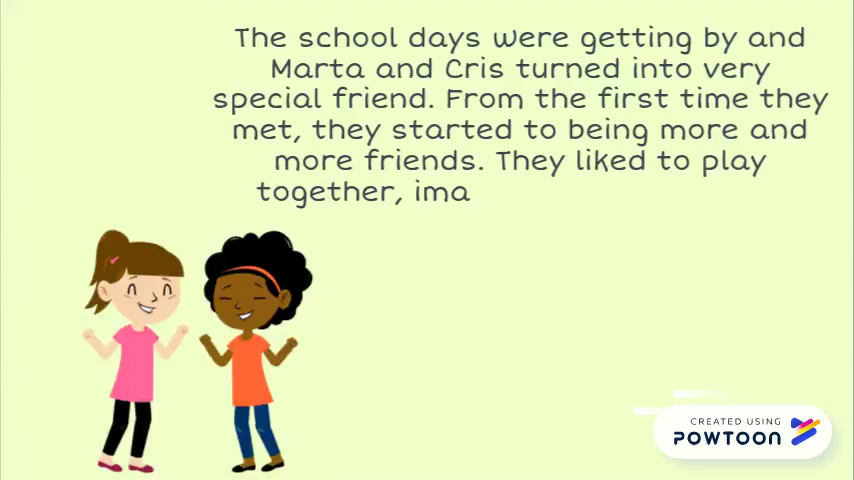 The school days were getting by and
Marta and Cris turned into very
special friend. From the first time they
met, they started to being more and
more friends. They liked to play
together, ima
CREATED USING
POWTOON